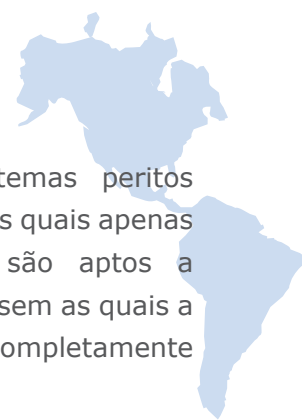 temas peritos
s quais apenas
são aptos a
sem as quais a
ompletamente